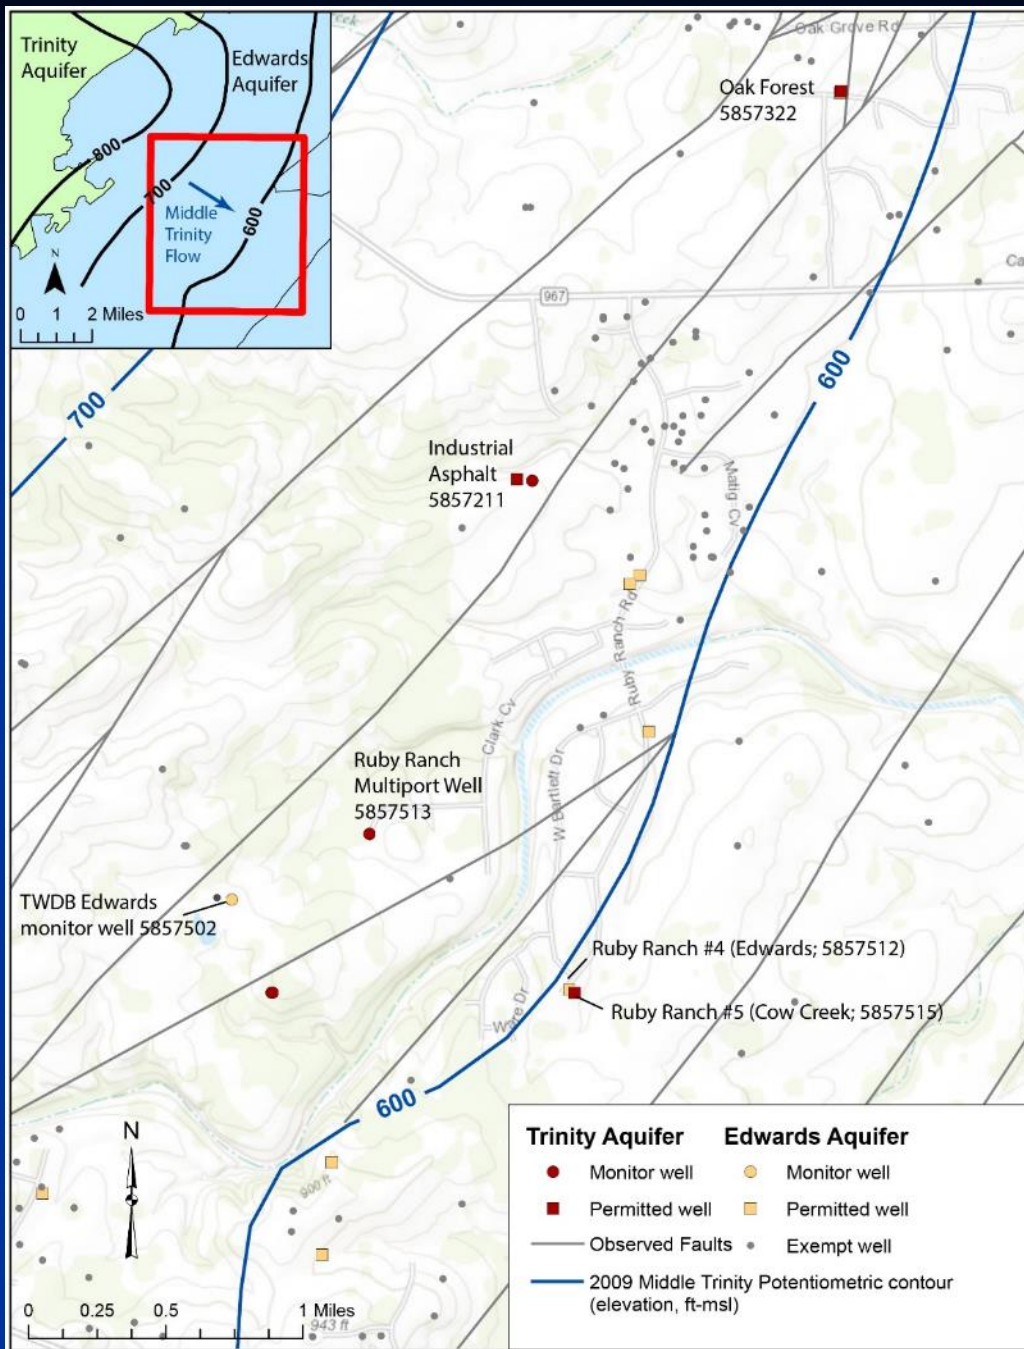 Trinity
Aquifer
Edwards
Aquifer
800
700
600
Middle
Trinity
Flow
N
0 1 2 Miles
Creek
Oak Grove Rd
Oak Forest
5857322
967
Ca
700
600
Industrial
Asphalt
5857211
Matig Cv
Ruby Ranch Rd
Clark Cv
W Bartlett Dr
Ruby Ranch
Multiport Well
5857513
TWDB Edwards
monitor well 5857502
Ruby Ranch #4 (Edwards; 5857512)
Ruby Ranch #5 (Cow Creek; 5857515)
Ware Dr
600
N
900 ft
0 0.25 0.5 1 Miles
943 ft
Trinity Aquifer Edwards Aquifer
Monitor well Monitor well
Permitted well Permitted well
Observed Faults Exempt well
2009 Middle Trinity Potentiometric contour
(elevation, ft-msl)